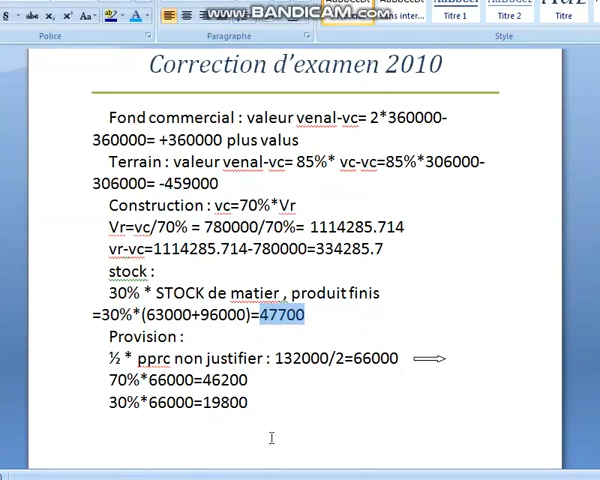 AaBbCcDd
AaBbCcDd
www.BANDICAM.com
Sans inter...
Titre 1
Titre 2
Titre
Police
Paragraphe
Style
Correction d'examen 2010
Fond commercial : valeur venal-vc= 2*360000-
360000= +360000 plus valus
Terrain : valeur venal-vc= 85%* vc-vc=85%*306000-
306000= -459000
Construction : vc=70%*Vr
Vr=vc/70% = 780000/70%= 1114285.714
vr-vc=1114285.714-780000=334285.7
stock :
30% * STOCK de matier , produit finis
=30%*(63000+96000)=47700
Provision :
½ * pprc non justifier : 132000/2=66000
70%*66000=46200
30%*66000=19800